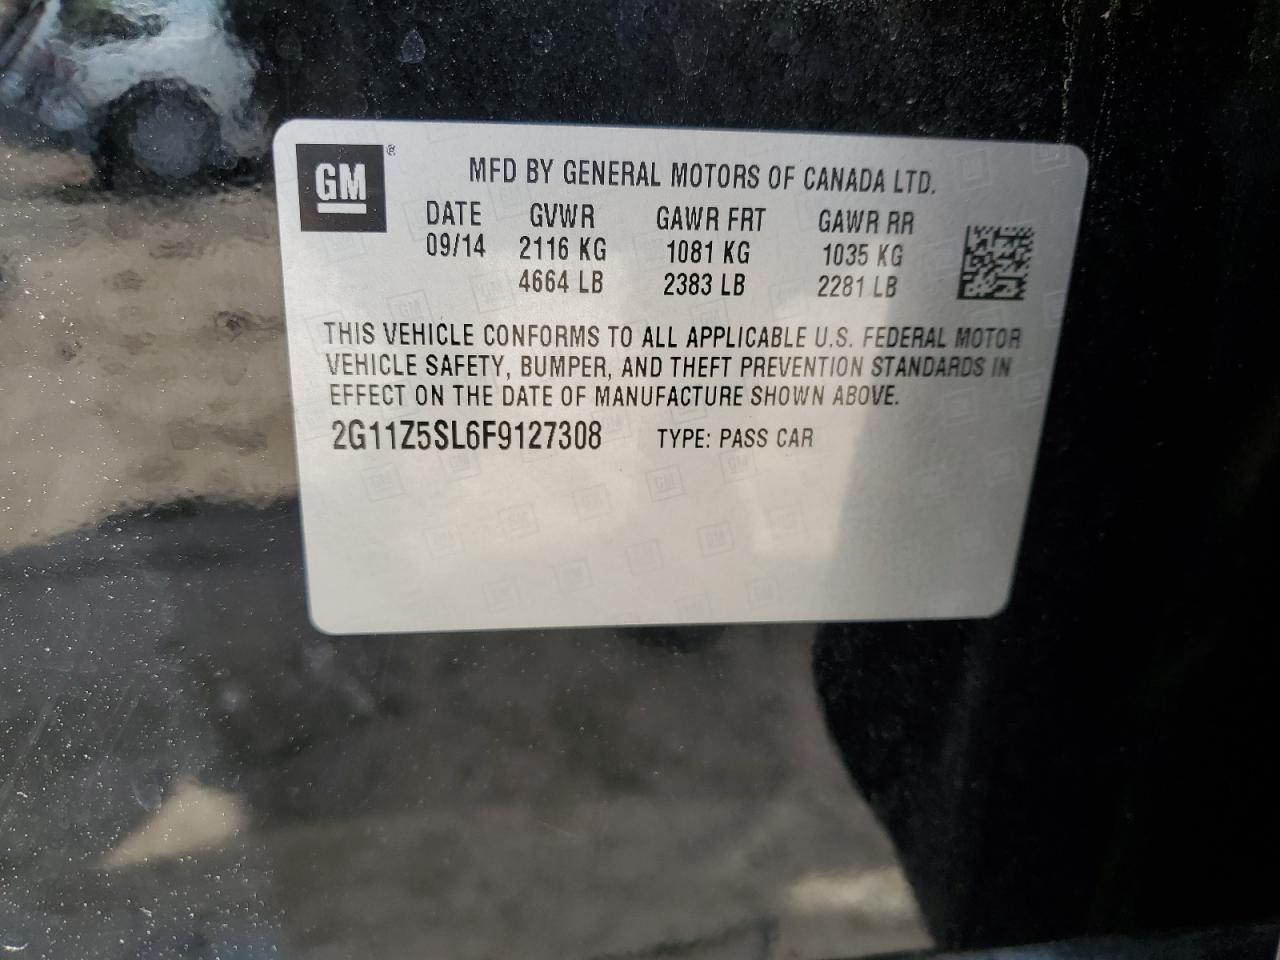 GM ®
MFD BY GENERAL MOTORS OF CANADA LTD.
DATE GVWR GAWR FRT GAWR RR
09/14 2116 KG 1081 KG 1035 KG
4664 LB 2383 LB 2281 LB
THIS VEHICLE CONFORMS TO ALL APPLICABLE U.S. FEDERAL MOTOR
VEHICLE SAFETY, BUMPER, AND THEFT PREVENTION STANDARDS IN
EFFECT ON THE DATE OF MANUFACTURE SHOWN ABOVE.
2G11Z5SL6F9127308 TYPE: PASS CAR